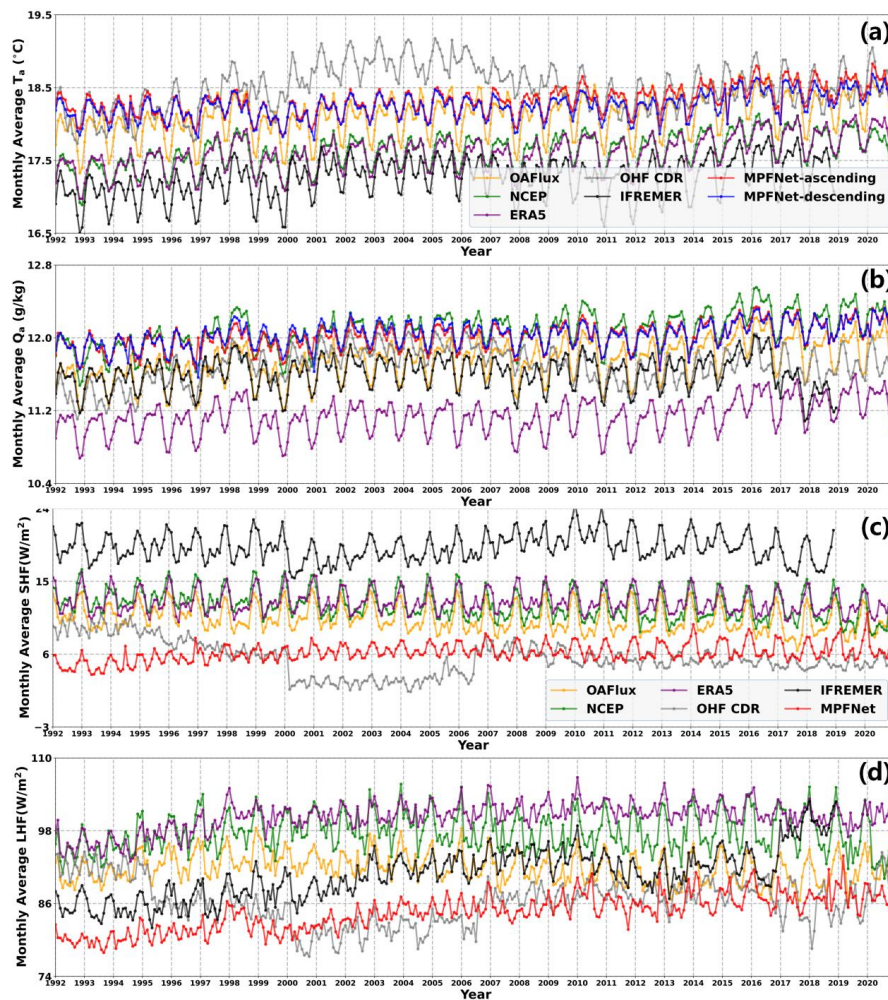 (a)
Monthly Average Tₐ (°C)
19.5
18.5
17.5
16.5
OAFlux OHF CDR MPFNet-ascending
NCEP IFREMER MPFNet-descending
ERA5
1992 1993 1994 1995 1996 1997 1998 1999 2000 2001 2002 2003 2004 2005 2006 2007 2008 2009 2010 2011 2012 2013 2014 2015 2016 2017 2018 2019 2020
Year
(b)
Monthly Average Qₐ (g/kg)
12.8
12.0
11.2
10.4
1992 1993 1994 1995 1996 1997 1998 1999 2000 2001 2002 2003 2004 2005 2006 2007 2008 2009 2010 2011 2012 2013 2014 2015 2016 2017 2018 2019 2020
Year
(c)
Monthly Average SHF(W/m²)
24
15
6
−3
OAFlux ERA5 IFREMER
NCEP OHF CDR MPFNet
1992 1993 1994 1995 1996 1997 1998 1999 2000 2001 2002 2003 2004 2005 2006 2007 2008 2009 2010 2011 2012 2013 2014 2015 2016 2017 2018 2019 2020
Year
(d)
Monthly Average LHF(W/m²)
110
98
86
74
1992 1993 1994 1995 1996 1997 1998 1999 2000 2001 2002 2003 2004 2005 2006 2007 2008 2009 2010 2011 2012 2013 2014 2015 2016 2017 2018 2019 2020
Year